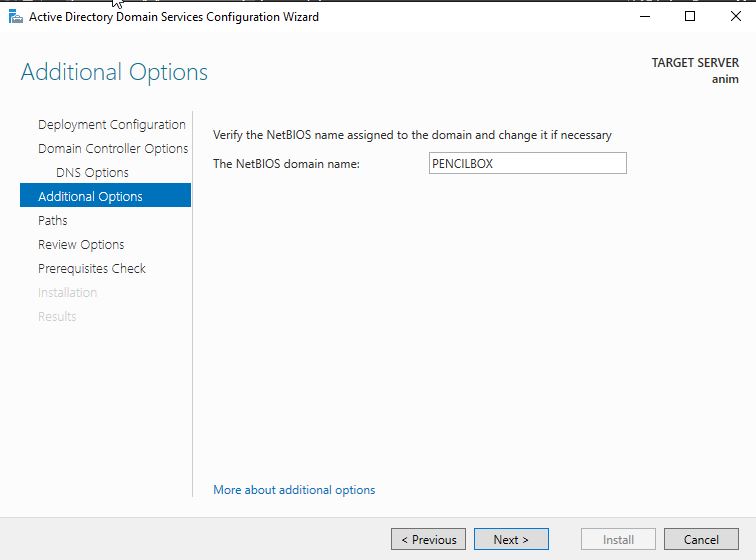 Active Directory Domain Services Configuration Wizard
Additional Options
TARGET SERVER
anim
Deployment Configuration
Domain Controller Options
DNS Options
Additional Options
Paths
Review Options
Prerequisites Check
Installation
Results
Verify the NetBIOS name assigned to the domain and change it if necessary
The NetBIOS domain name: PENCILBOX
More about additional options
< Previous Next > Install Cancel